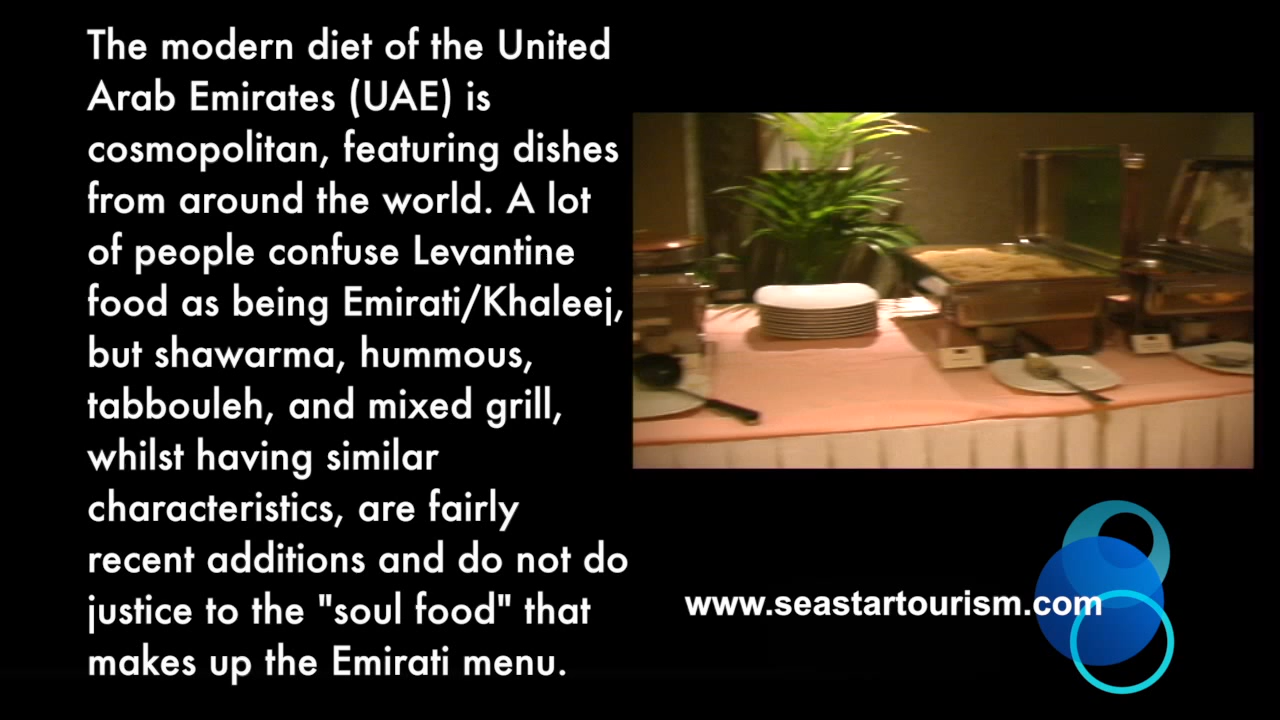 The modern diet of the United
Arab Emirates (UAE) is
cosmopolitan, featuring dishes
from around the world. A lot
of people confuse Levantine
food as being Emirati/Khaleej,
but shawarma, hummous,
tabbouleh, and mixed grill,
whilst having similar
characteristics, are fairly
recent additions and do not do
justice to the "soul food" that
makes up the Emirati menu.
www.seastartourism.com